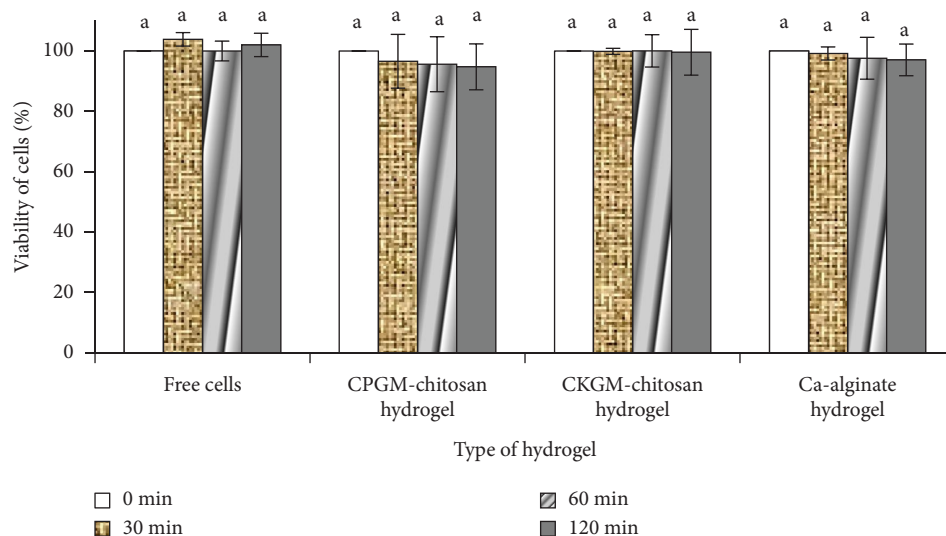 a a a a a a a a a a a a a a a a
100
80
60
40
20
0
Viability of cells (%)
Free cells
CPGM-chitosan
hydrogel
CKGM-chitosan
hydrogel
Ca-alginate
hydrogel
Type of hydrogel
0 min
30 min
60 min
120 min